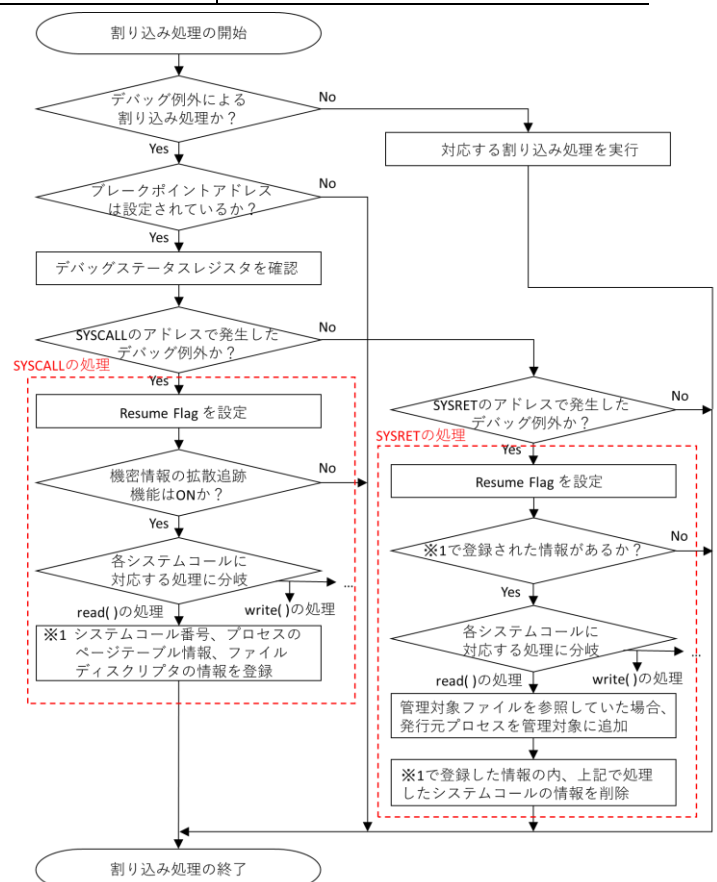 割り込み処理の開始
デバッグ例外による
割り込み処理か？
No
Yes
対応する割り込み処理を実行
ブレークポイントアドレス
は設定されているか？
No
Yes
デバッグステータスレジスタを確認
SYSCALLのアドレスで発生した
デバッグ例外か？
No
SYSCALLの処理
Yes
Resume Flag を設定
機密情報の拡散追跡
機能はONか？
No
Yes
各システムコールに
対応する処理に分岐
...
read( )の処理
write( )の処理
※1 システムコール番号、プロセスの
ページテーブル情報、ファイル
ディスクリプタの情報を登録
SYSRETのアドレスで発生した
デバッグ例外か？
No
SYSRETの処理
Yes
Resume Flag を設定
※1で登録された情報があるか？
No
Yes
各システムコールに
対応する処理に分岐
...
read( )の処理
write( )の処理
管理対象ファイルを参照していた場合、
発行元プロセスを管理対象に追加
※1で登録した情報の内、上記で処理
したシステムコールの情報を削除
割り込み処理の終了